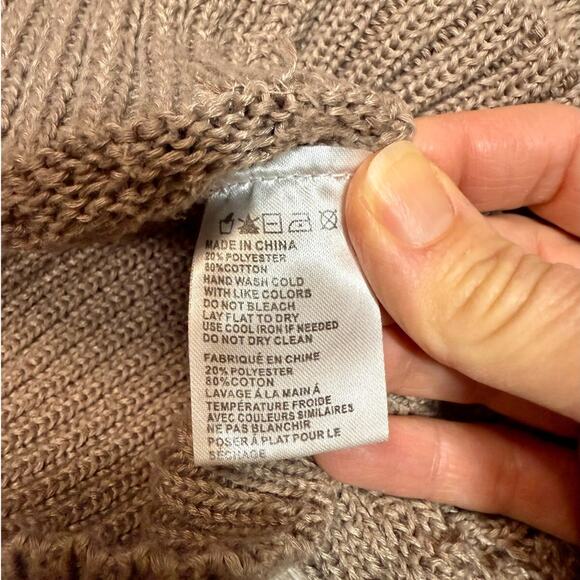 MADE IN CHINA
20% POLYESTER
80%COTTON
HAND WASH COLD
WITH LIKE COLORS
DO NOT BLEACH
LAY FLAT TO DRY
USE COOL IRON IF NEEDED
DO NOT DRY CLEAN
FABRIQUÉ EN CHINE
20% POLYESTER
80%COTON
LAVAGE À LA MAIN À
TEMPÉRATURE FROIDE
AVEC COULEURS SIMILAIRES
NE PAS BLANCHIR
POSER À PLAT POUR LE
SÉCHAGE